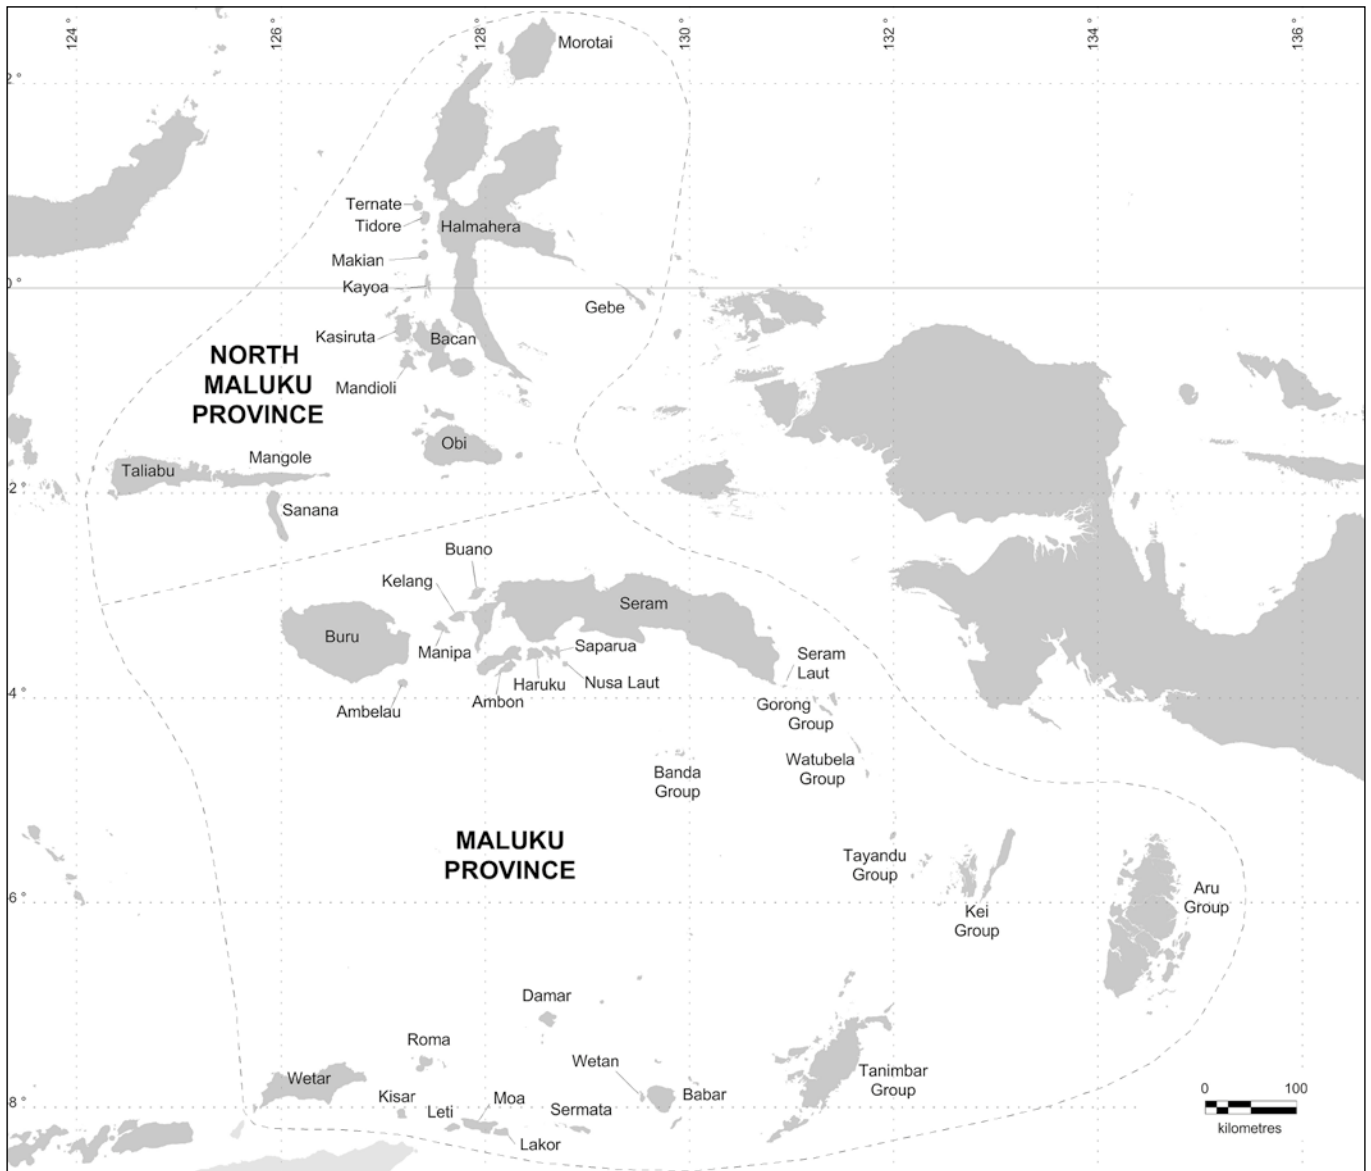 124 °
126 °
128 °
130 °
132 °
134 °
136 °
2 °
Morotai
Ternate
Tidore
Halmahera
Makian
Kayoa
0 °
Gebe
Kasiruta
Bacan
NORTH
MALUKU
PROVINCE
Mandioli
Obi
Mangole
Taliabu
2 °
Sanana
Buano
Kelang
Seram
Buru
Manipa
Saparua
Seram
Laut
Haruku
Nusa Laut
Ambon
4 °
Ambelau
Gorong
Group
Watubela
Group
Banda
Group
MALUKU
PROVINCE
Tayandu
Group
Aru
Group
6 °
Kei
Group
Damar
Roma
Wetan
Tanimbar
Group
Wetar
Kisar
Moa
Babar
0 100
8 °
Leti
Sermata
kilometres
Lakor